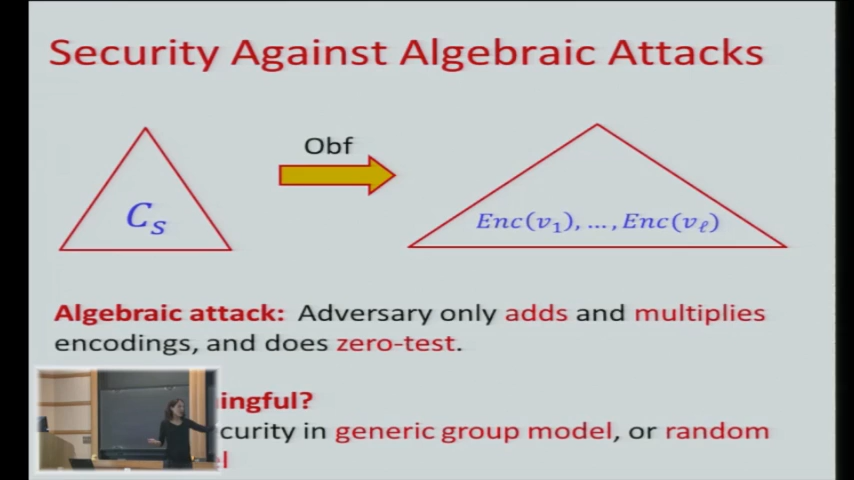 Security Against Algebraic Attacks
Obf
C_s
Enc(v_1), ..., Enc(v_ℓ)
Algebraic attack: Adversary only adds and multiplies
encodings, and does zero-test.
ingful?
curity in generic group model, or random
l